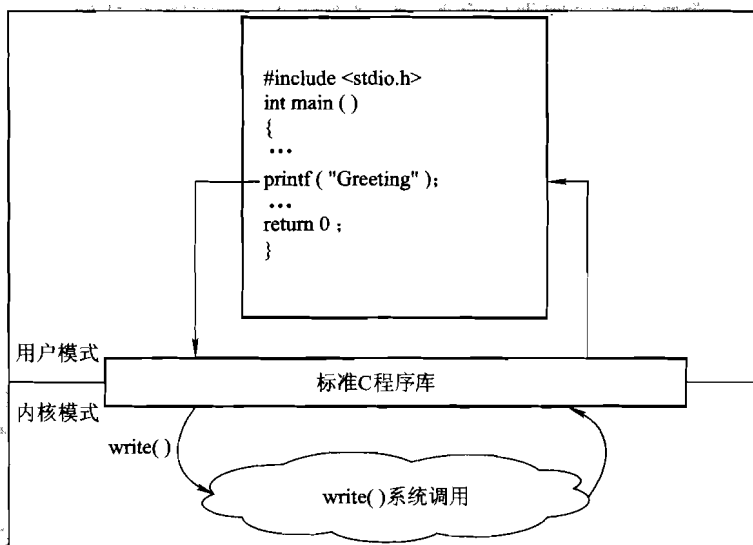 #include <stdio.h>
int main ( )
{
…
printf ( "Greeting" );
…
return 0 ;
}
用户模式
标准C程序库
内核模式
write( )
write( )系统调用